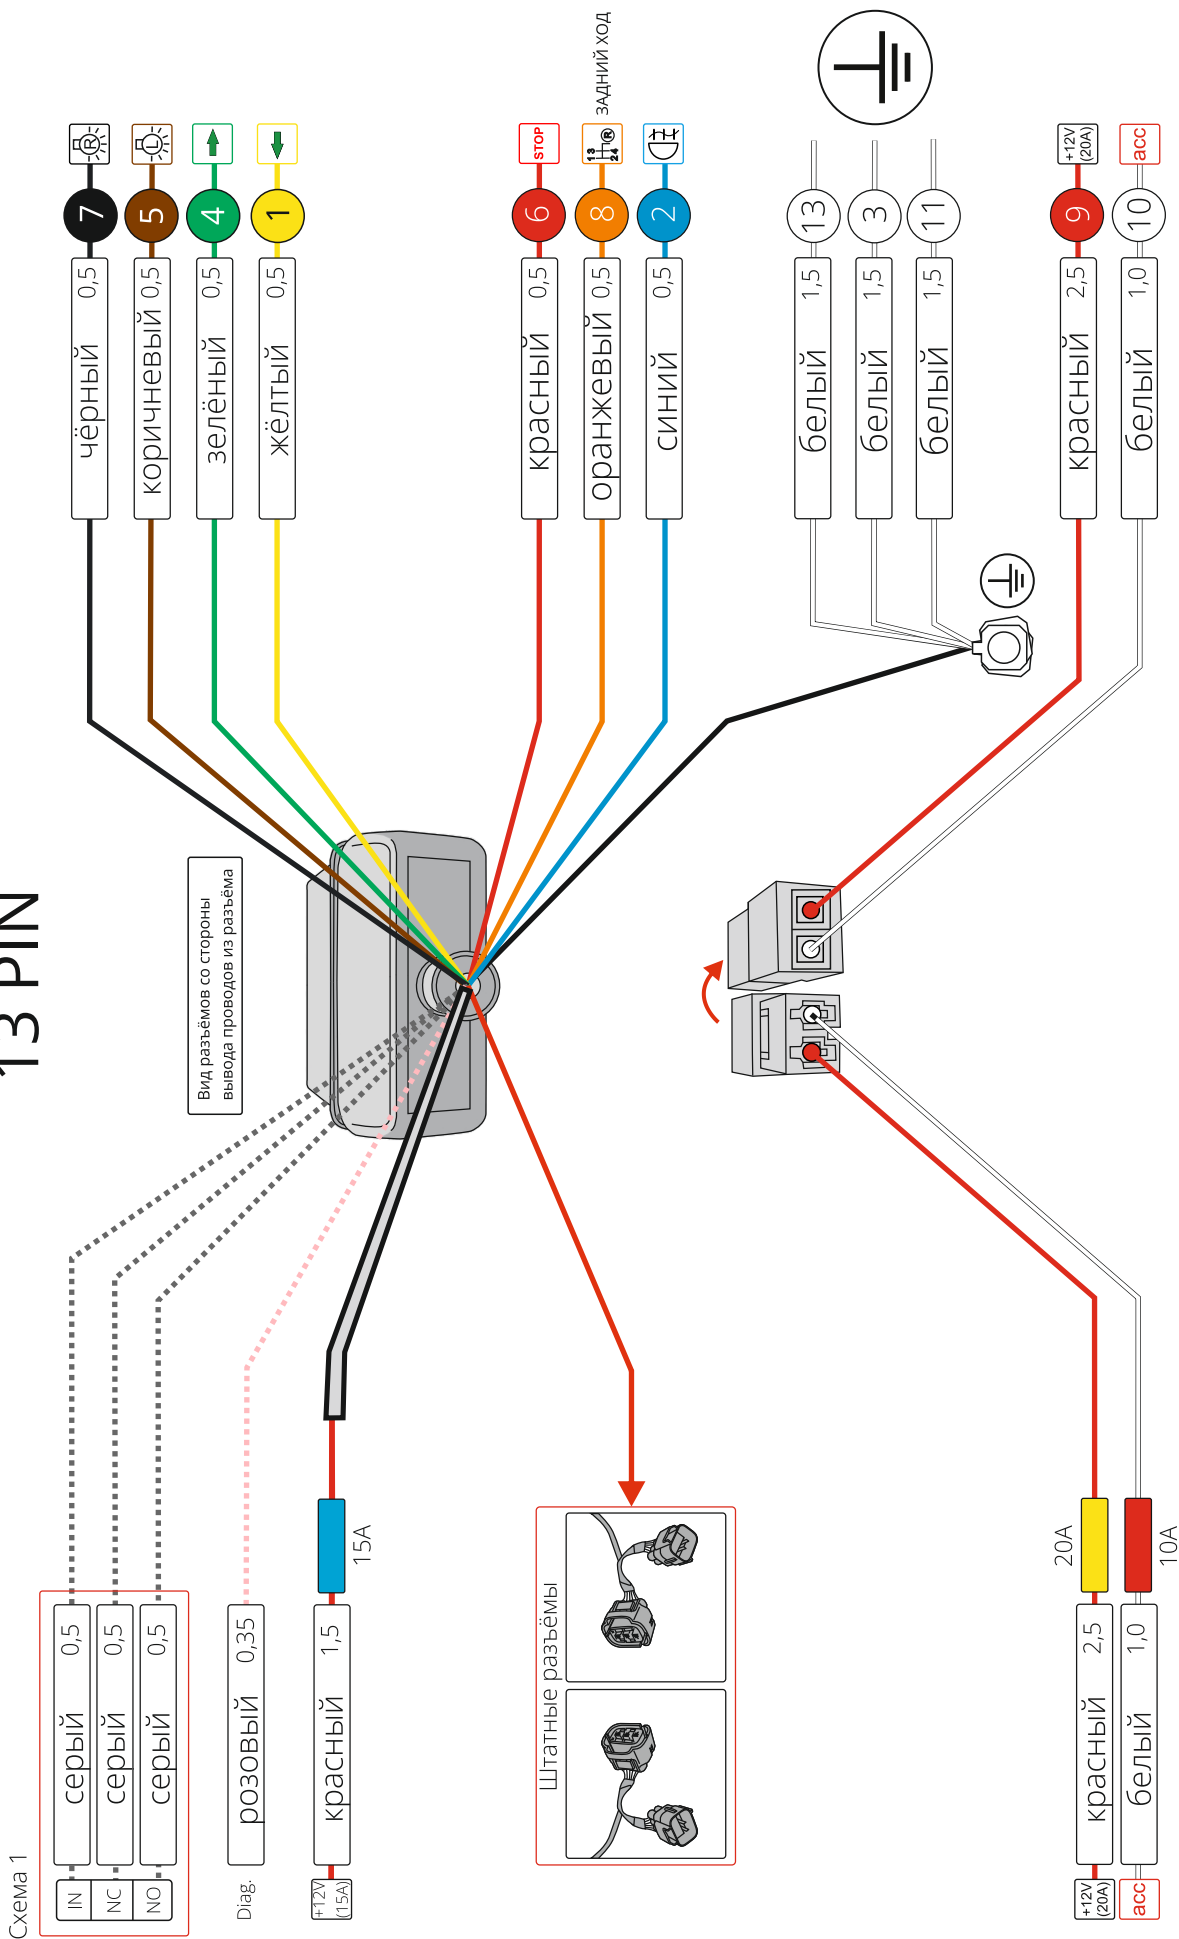 Схема 1
13 PIN
IN
серый 0,5
NC
серый 0,5
NO
серый 0,5
Diag.
розовый 0,35
+12V
(15A)
красный 1,5
15A
Вид разъёмов со стороны
вывода проводов из разъёма
чёрный 0,5
7
R
коричневый 0,5
5
L
зелёный 0,5
4
жёлтый 0,5
1
Штатные разъёмы
красный 0,5
6
STOP
оранжевый 0,5
8
13
24
R
ЗАДНИЙ ХОД
синий 0,5
2
белый 1,5
13
белый 1,5
3
белый 1,5
11
+12V
(20A)
красный 2,5
20A
acc
белый 1,0
10A
красный 2,5
9
+12V
(20A)
белый 1,0
10
acc